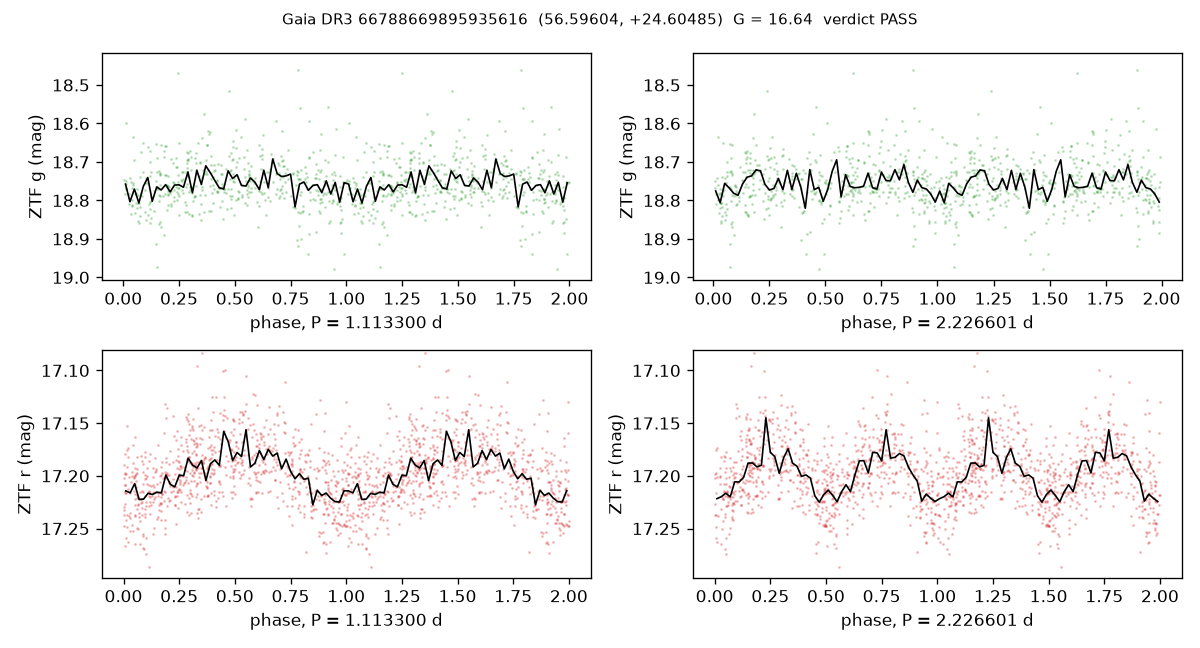 Gaia DR3 66788669895935616 (56.59604, +24.60485) G = 16.64 verdict PASS
ZTF g (mag)
18.5
18.6
18.7
18.8
18.9
19.0
0.00 0.25 0.50 0.75 1.00 1.25 1.50 1.75 2.00
phase, P = 1.113300 d
ZTF g (mag)
18.5
18.6
18.7
18.8
18.9
19.0
0.00 0.25 0.50 0.75 1.00 1.25 1.50 1.75 2.00
phase, P = 2.226601 d
ZTF r (mag)
17.10
17.15
17.20
17.25
0.00 0.25 0.50 0.75 1.00 1.25 1.50 1.75 2.00
phase, P = 1.113300 d
ZTF r (mag)
17.10
17.15
17.20
17.25
0.00 0.25 0.50 0.75 1.00 1.25 1.50 1.75 2.00
phase, P = 2.226601 d